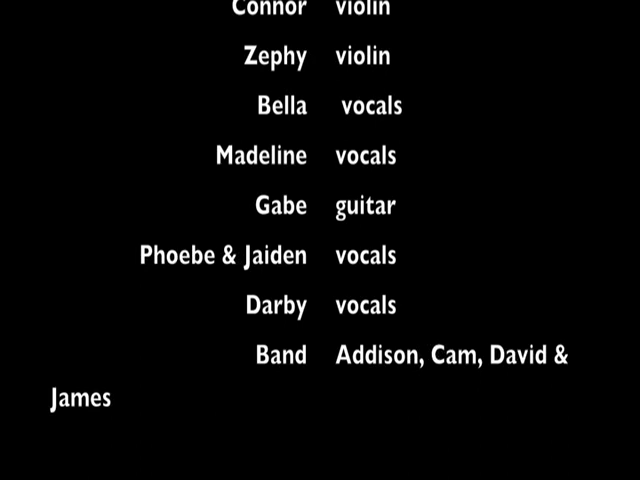 Connor violin
Zephy violin
Bella vocals
Madeline vocals
Gabe guitar
Phoebe & Jaiden vocals
Darby vocals
Band Addison, Cam, David &
James